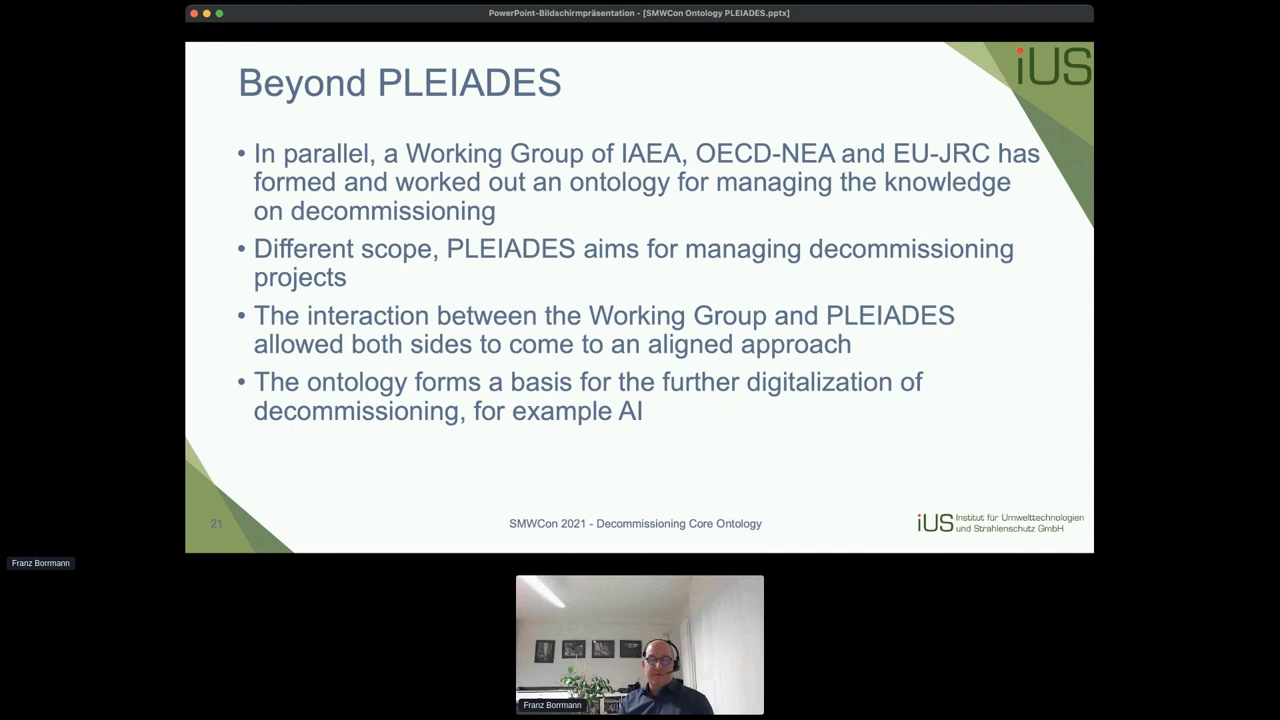 PowerPoint-Bildschirmpräsentation - [SMWCon Ontology PLEIADES.pptx]
iUS
Beyond PLEIADES
• In parallel, a Working Group of IAEA, OECD-NEA and EU-JRC has
formed and worked out an ontology for managing the knowledge
on decommissioning
• Different scope, PLEIADES aims for managing decommissioning
projects
• The interaction between the Working Group and PLEIADES
allowed both sides to come to an aligned approach
• The ontology forms a basis for the further digitalization of
decommissioning, for example AI
21
SMWCon 2021 - Decommissioning Core Ontology
iUS Institut für Umwelttechnologien
und Strahlenschutz GmbH
Franz Borrmann
Franz Borrmann